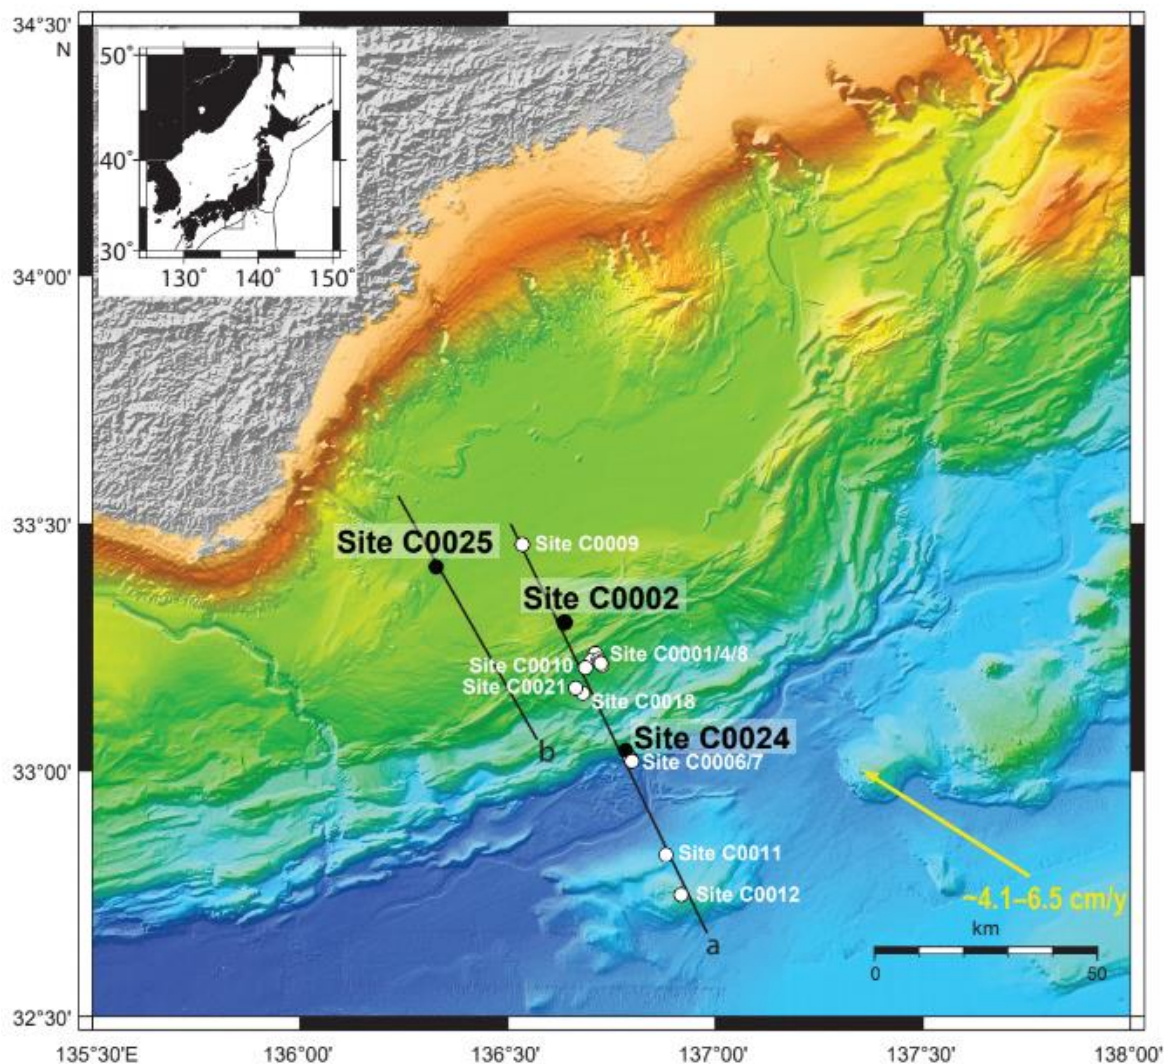 34°30'
N
50°
40°
30°
130°
140°
150°
34°00'
33°30'
Site C0025
Site C0009
Site C0002
Site C0001/4/8
Site C0010
Site C0021
Site C0018
Site C0024
b
Site C0006/7
33°00'
Site C0011
Site C0012
~4.1–6.5 cm/y
km
a
0
50
32°30'
135°30'E
136°00'
136°30'
137°00'
137°30'
138°00'